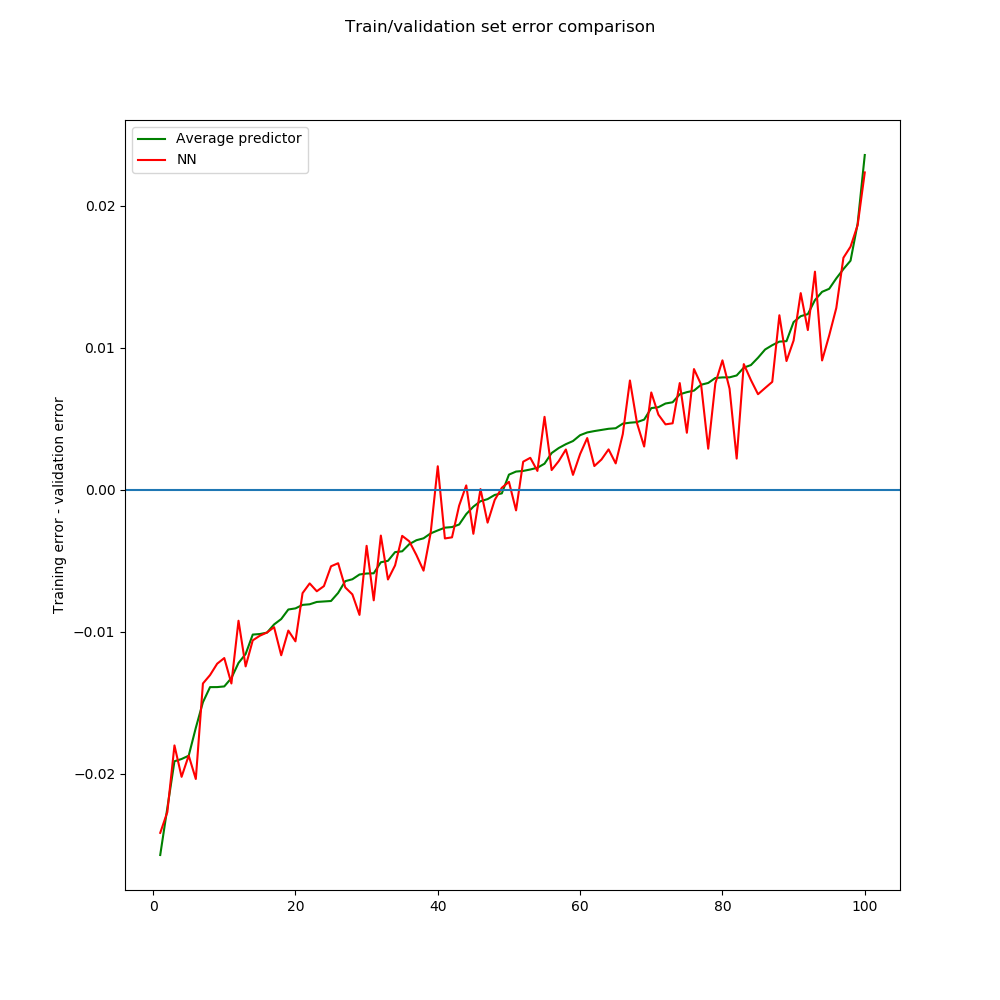 Train/validation set error comparison
Average predictor
NN
Training error - validation error
0.02
0.01
0.00
−0.01
−0.02
0 20 40 60 80 100